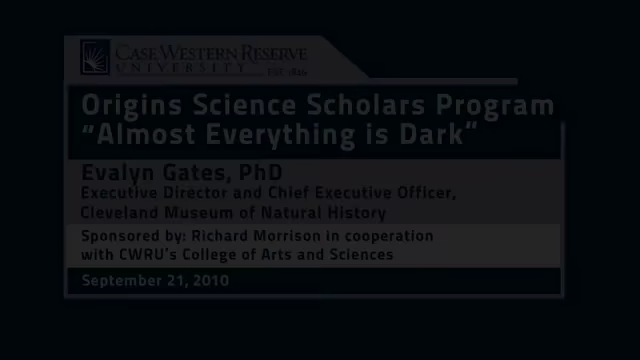 CASE WESTERN RESERVE
UNIVERSITY EST. 1826
Origins Science Scholars Program
“Almost Everything is Dark”
Evalyn Gates, PhD
Executive Director and Chief Executive Officer,
Cleveland Museum of Natural History
Sponsored by: Richard Morrison in cooperation
with CWRU's College of Arts and Sciences
September 21, 2010